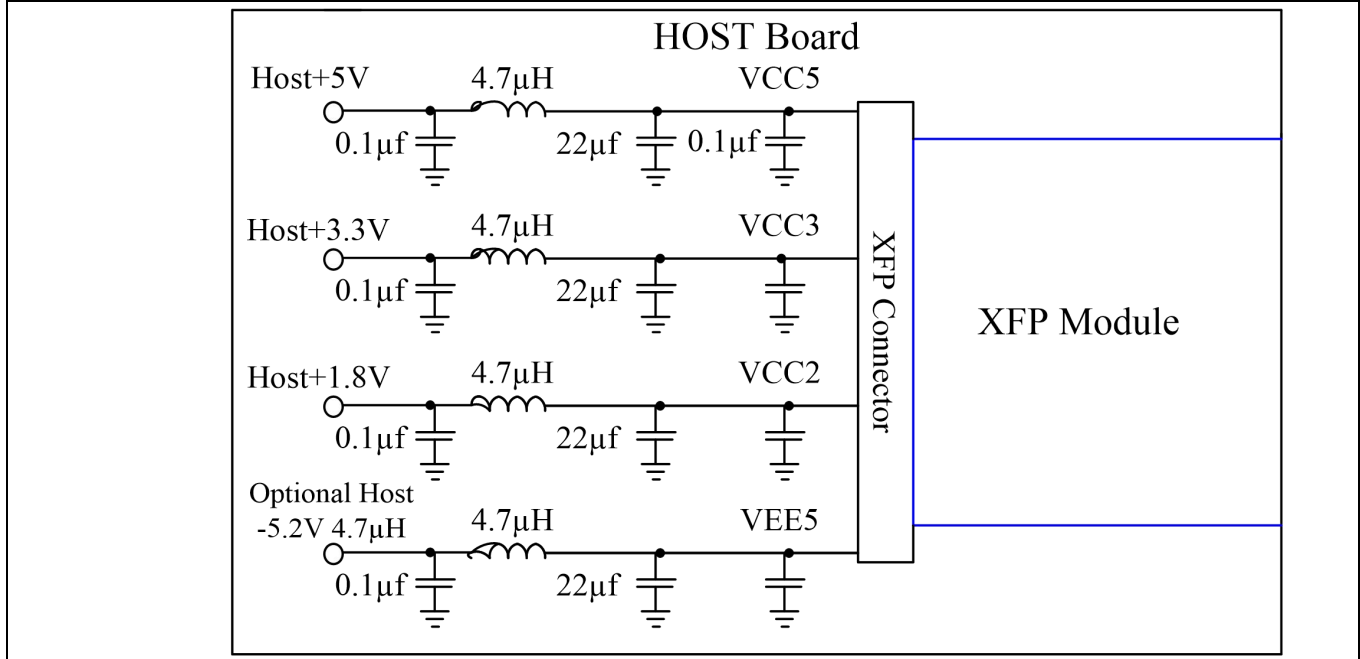 HOST Board
Host+5V
4.7µH
VCC5
0.1µf
22µf
0.1µf
Host+3.3V
4.7µH
VCC3
0.1µf
22µf
Host+1.8V
4.7µH
VCC2
0.1µf
22µf
Optional Host
-5.2V 4.7µH
4.7µH
VEE5
0.1µf
22µf
XFP Connector
XFP Module